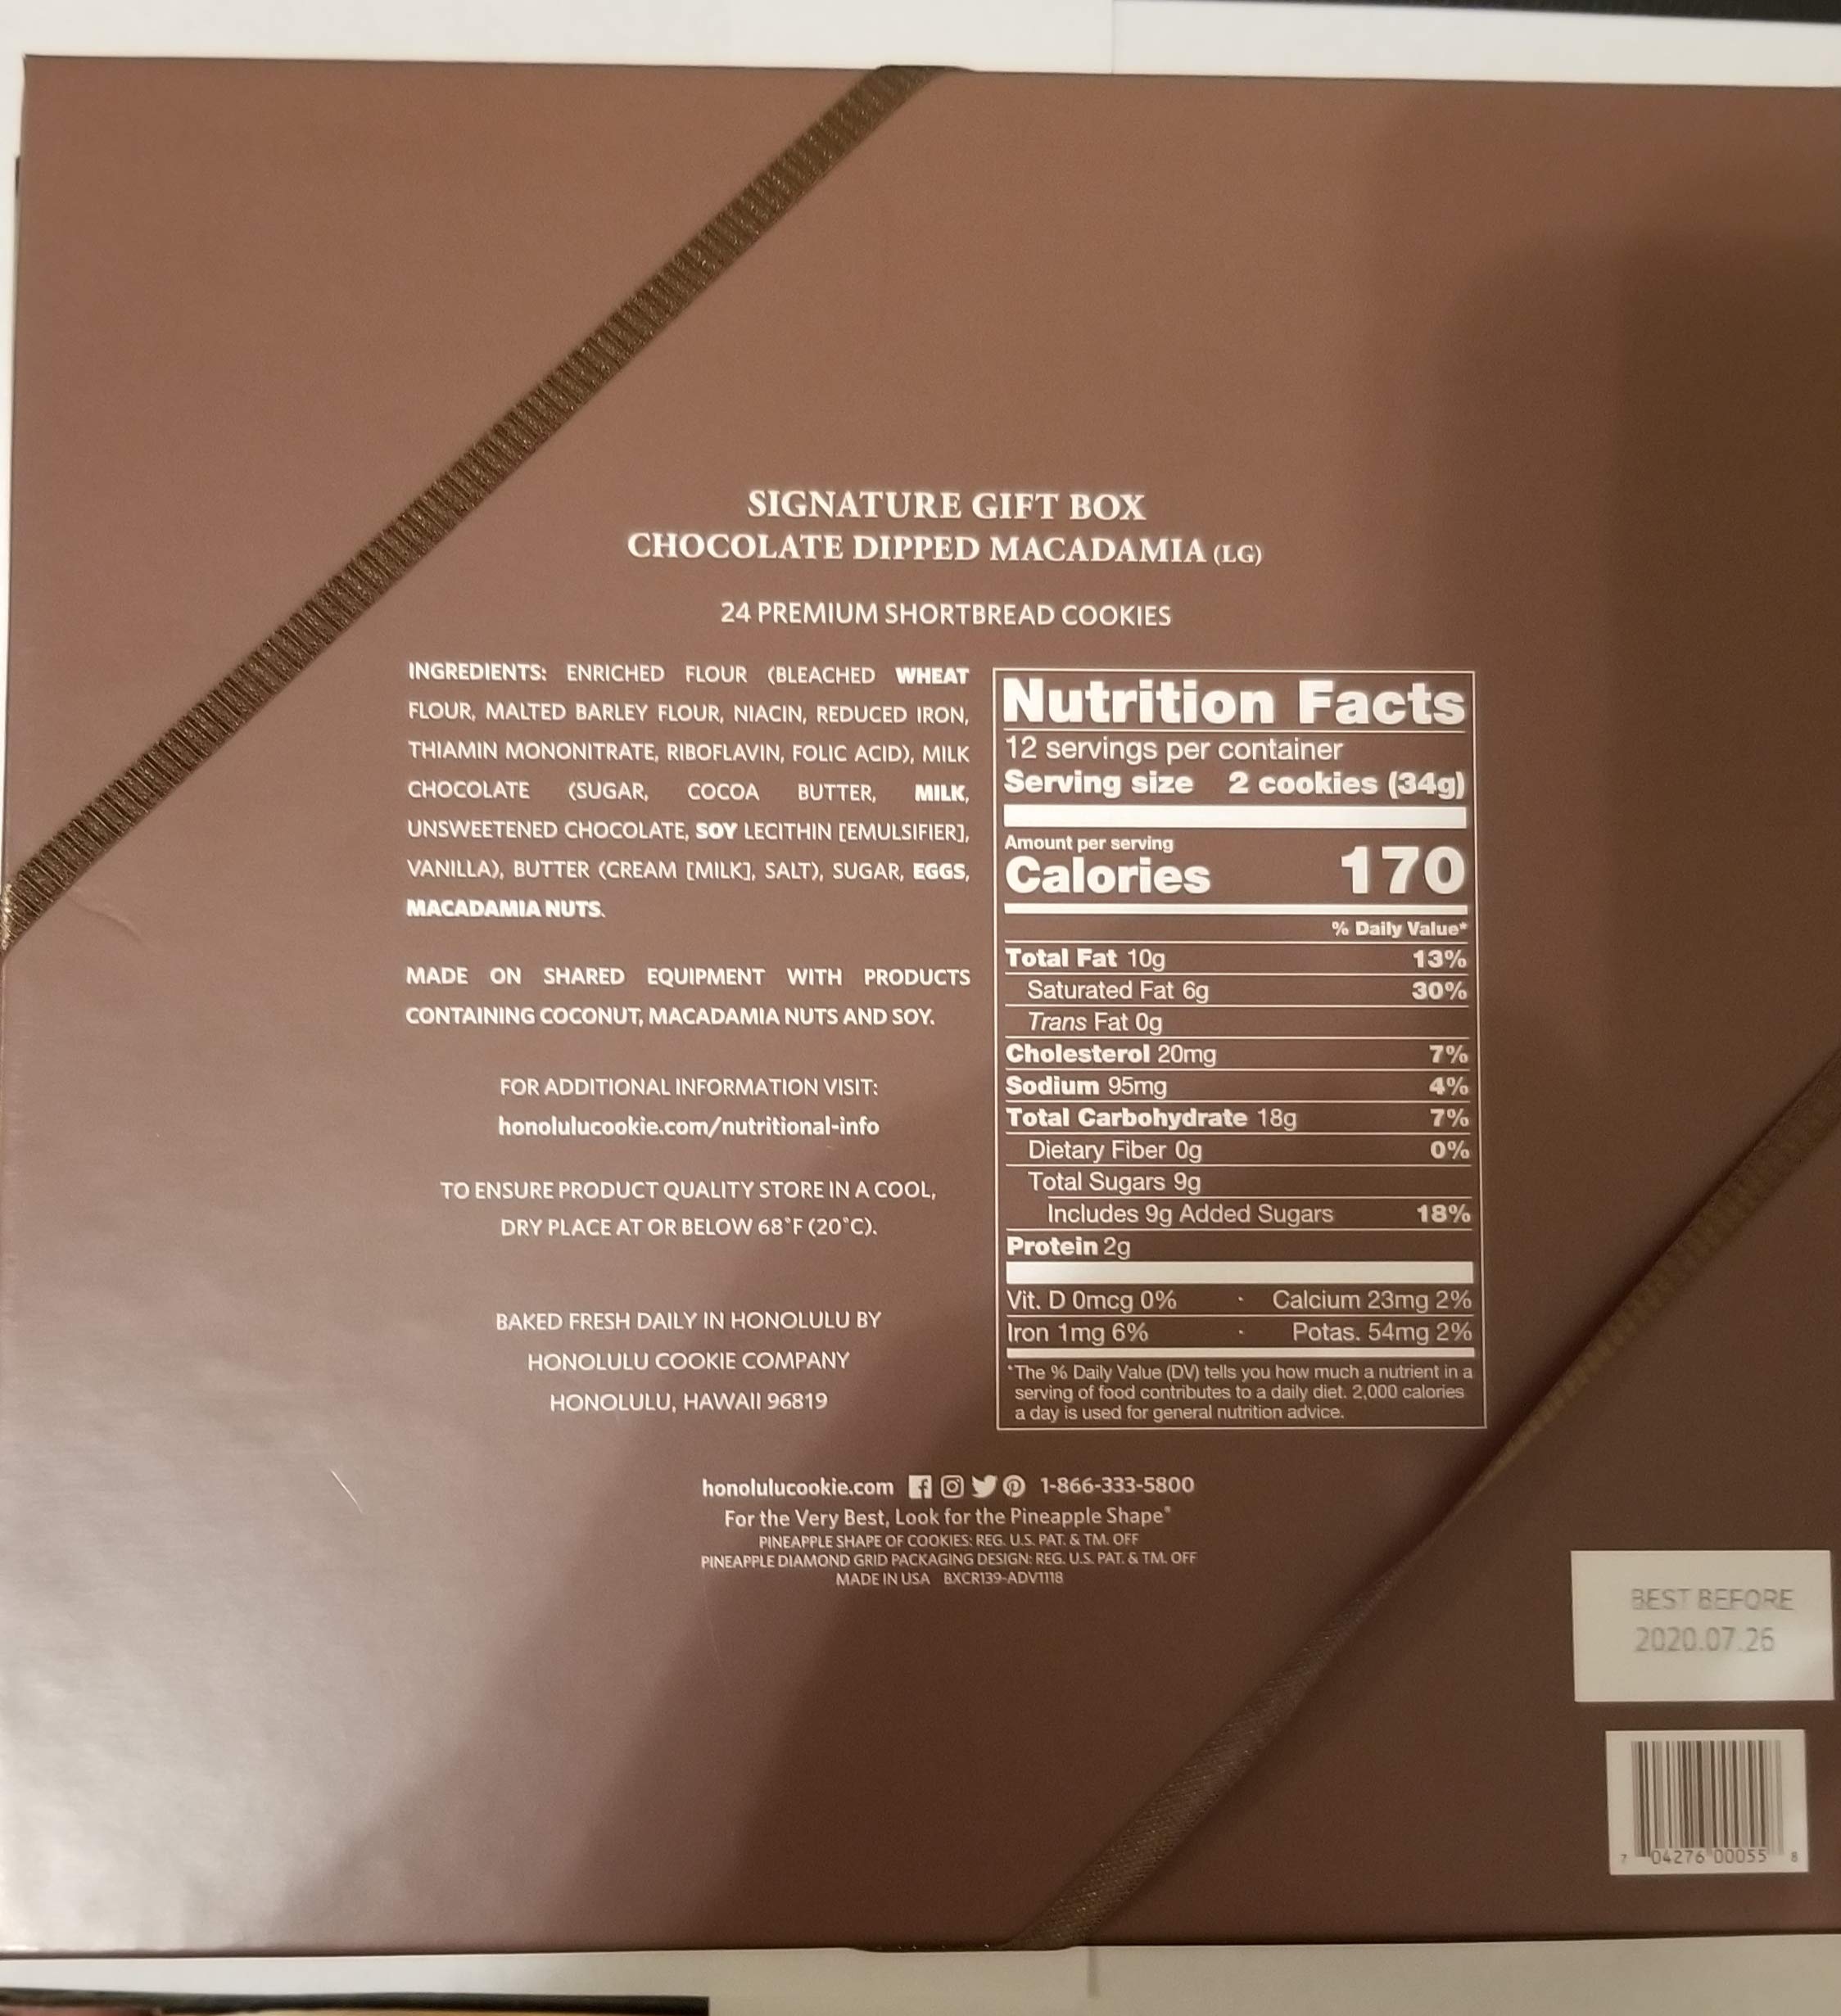 SIGNATURE GIFT BOX
CHOCOLATE DIPPED MACADAMIA (LG)
24 PREMIUM SHORTBREAD COOKIES
INGREDIENTS: ENRICHED FLOUR (BLEACHED WHEAT
FLOUR, MALTED BARLEY FLOUR, NIACIN, REDUCED IRON,
THIAMIN MONONITRATE, RIBOFLAVIN, FOLIC ACID), MILK
CHOCOLATE (SUGAR, COCOA BUTTER, MILK,
UNSWEETENED CHOCOLATE, SOY LECITHIN [EMULSIFIER],
VANILLA), BUTTER (CREAM [MILK], SALT), SUGAR, EGGS,
MACADAMIA NUTS.
MADE ON SHARED EQUIPMENT WITH PRODUCTS
CONTAINING COCONUT, MACADAMIA NUTS AND SOY.
FOR ADDITIONAL INFORMATION VISIT:
honolulucookie.com/nutritional-info
TO ENSURE PRODUCT QUALITY STORE IN A COOL,
DRY PLACE AT OR BELOW 68°F (20°C).
BAKED FRESH DAILY IN HONOLULU BY
HONOLULU COOKIE COMPANY
HONOLULU, HAWAII 96819
Nutrition Facts
12 servings per container
Serving size 2 cookies (34g)
Amount per serving
Calories 170
% Daily Value*
Total Fat 10g 13%
Saturated Fat 6g 30%
Trans Fat 0g
Cholesterol 20mg 7%
Sodium 95mg 4%
Total Carbohydrate 18g 7%
Dietary Fiber 0g 0%
Total Sugars 9g
Includes 9g Added Sugars 18%
Protein 2g
Vit. D 0mcg 0% · Calcium 23mg 2%
Iron 1mg 6% · Potas. 54mg 2%
*The % Daily Value (DV) tells you how much a nutrient in a
serving of food contributes to a daily diet. 2,000 calories
a day is used for general nutrition advice.
honolulucookie.com 1-866-333-5800
For the Very Best, Look for the Pineapple Shape®
PINEAPPLE SHAPE OF COOKIES: REG. U.S. PAT. & TM. OFF
PINEAPPLE DIAMOND GRID PACKAGING DESIGN: REG. U.S. PAT. & TM. OFF
MADE IN USA BXCR139-ADV1118
BEST BEFORE
2020.07.26
7 04276 00055 8